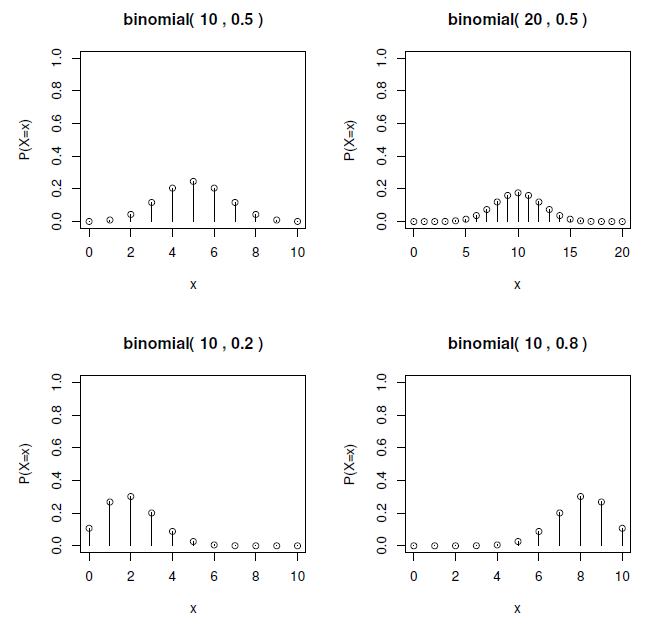 binomial( 10 , 0.5 )
P(X=x)
0.0 0.2 0.4 0.6 0.8 1.0
0 2 4 6 8 10
x
binomial( 20 , 0.5 )
P(X=x)
0.0 0.2 0.4 0.6 0.8 1.0
0 5 10 15 20
x
binomial( 10 , 0.2 )
P(X=x)
0.0 0.2 0.4 0.6 0.8 1.0
0 2 4 6 8 10
x
binomial( 10 , 0.8 )
P(X=x)
0.0 0.2 0.4 0.6 0.8 1.0
0 2 4 6 8 10
x